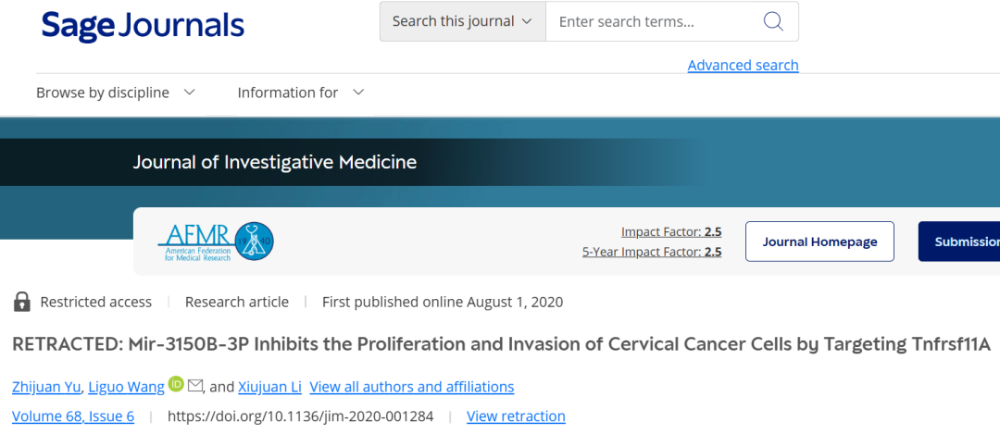 Sage Journals
Search this journal
Enter search terms...
Advanced search
Browse by discipline
Information for
Journal of Investigative Medicine
AFMR
1940
American Federation
for Medical Research
Impact Factor: 2.5
5-Year Impact Factor: 2.5
Journal Homepage
Submission
Restricted access
Research article
First published online August 1, 2020
RETRACTED: Mir-3150B-3P Inhibits the Proliferation and Invasion of Cervical Cancer Cells by Targeting Tnfrsf11A
Zhijuan Yu, Liguo Wang iD, and Xiujuan Li View all authors and affiliations
Volume 68, Issue 6 | https://doi.org/10.1136/jim-2020-001284 | View retraction